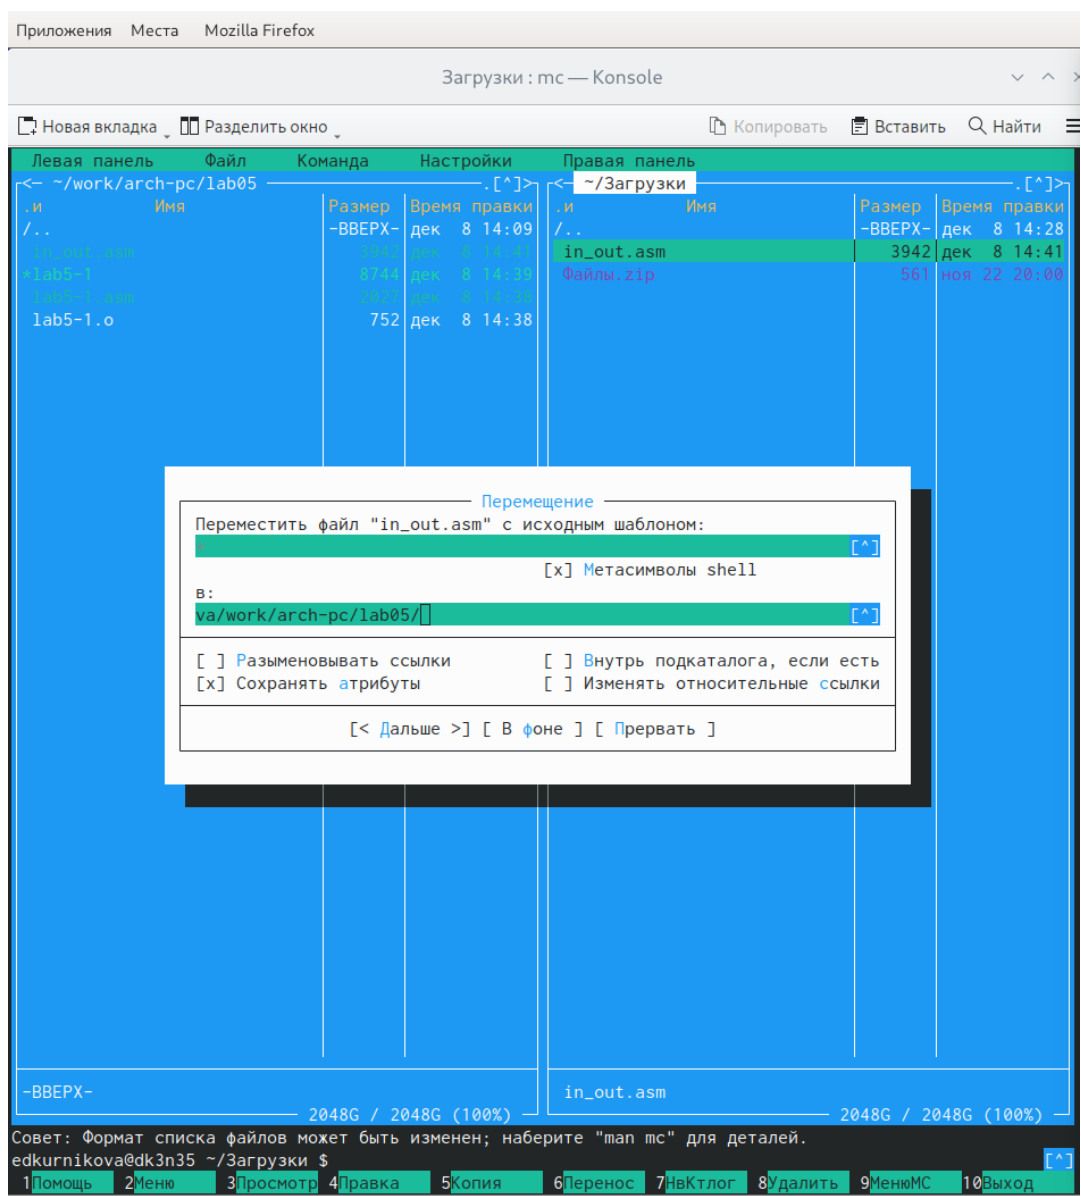 Приложения Места Mozilla Firefox
Загрузки : mc — Konsole
Новая вкладка Разделить окно Копировать Вставить Найти
Левая панель Файл Команда Настройки Правая панель
<— ~/work/arch-pc/lab05 .[^]> <— ~/Загрузки .[^]>
.и Имя Размер Время правки .и Имя Размер Время правки
/.. -ВВЕРХ- дек 8 14:09 /.. -ВВЕРХ- дек 8 14:28
in_out.asm 3942 дек 8 14:41 in_out.asm 3942 дек 8 14:41
*lab5-1 8744 дек 8 14:39 Файлы.zip 561 ноя 22 20:00
lab5-1.asm 2027 дек 8 14:38
lab5-1.o 752 дек 8 14:38
Перемещение
Переместить файл "in_out.asm" с исходным шаблоном:
* [^]
[x] Метасимволы shell
в:
va/work/arch-pc/lab05/ [^]
[ ] Разыменовывать ссылки [ ] Внутрь подкаталога, если есть
[x] Сохранять атрибуты [ ] Изменять относительные ссылки
[< Дальше >] [ В фоне ] [ Прервать ]
-ВВЕРХ- in_out.asm
2048G / 2048G (100%) 2048G / 2048G (100%)
Совет: Формат списка файлов может быть изменен; наберите "man mc" для деталей.
edkurnikova@dk3n35 ~/Загрузки $ [^]
1Помощь 2Меню 3Просмотр 4Правка 5Копия 6Перенос 7НвКтлог 8Удалить 9МенюМС 10Выход